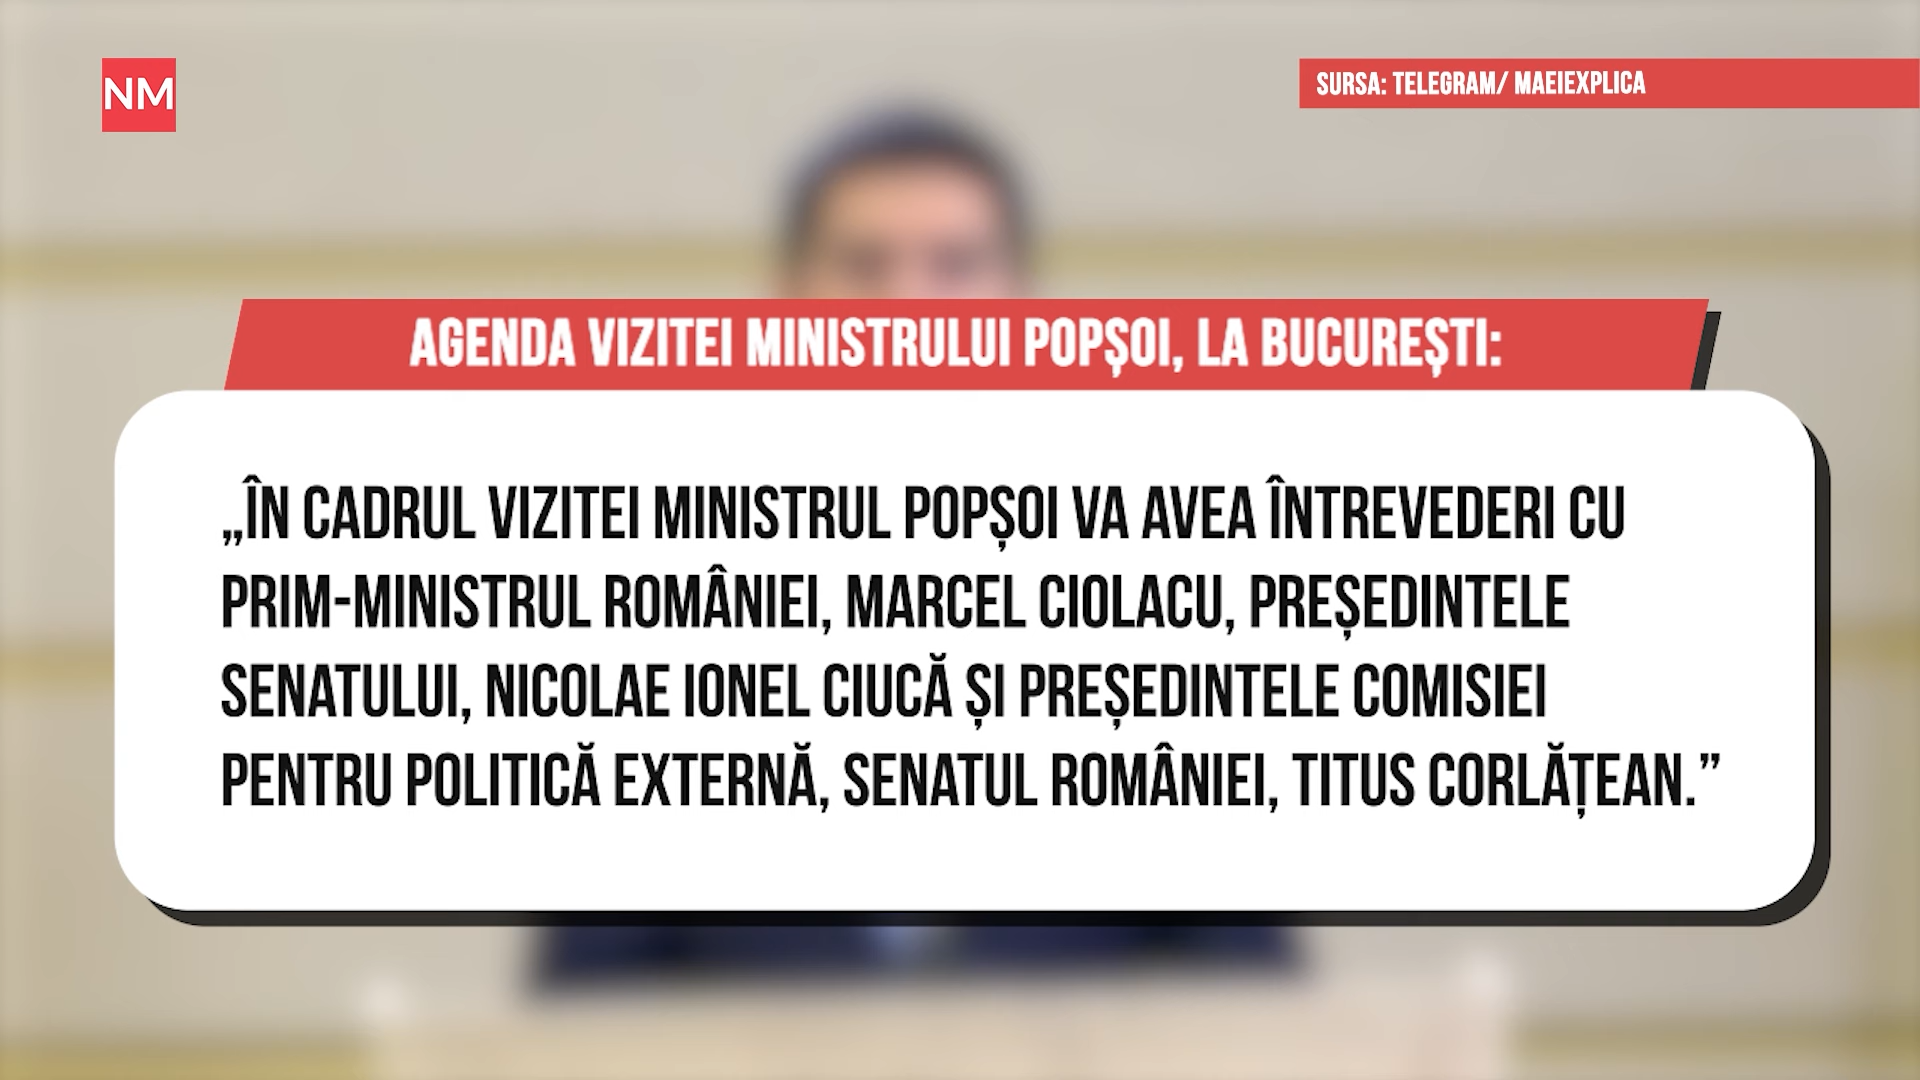 NM
SURSA: TELEGRAM/ MAEIEXPLICA
AGENDA VIZITEI MINISTRULUI POPȘOI, LA BUCUREȘTI:
„ÎN CADRUL VIZITEI MINISTRUL POPȘOI VA AVEA ÎNTREVEDERI CU
PRIM-MINISTRUL ROMÂNIEI, MARCEL CIOLACU, PREȘEDINTELE
SENATULUI, NICOLAE IONEL CIUCĂ ȘI PREȘEDINTELE COMISIEI
PENTRU POLITICĂ EXTERNĂ, SENATUL ROMÂNIEI, TITUS CORLĂȚEAN.”